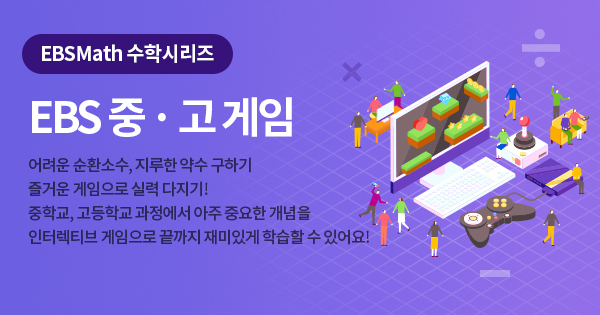 EBSMath 수학시리즈
EBS 중 · 고 게임
어려운 순환소수, 지루한 약수 구하기
즐거운 게임으로 실력 다지기!
중학교, 고등학교 과정에서 아주 중요한 개념을
인터렉티브 게임으로 끝까지 재미있게 학습할 수 있어요!